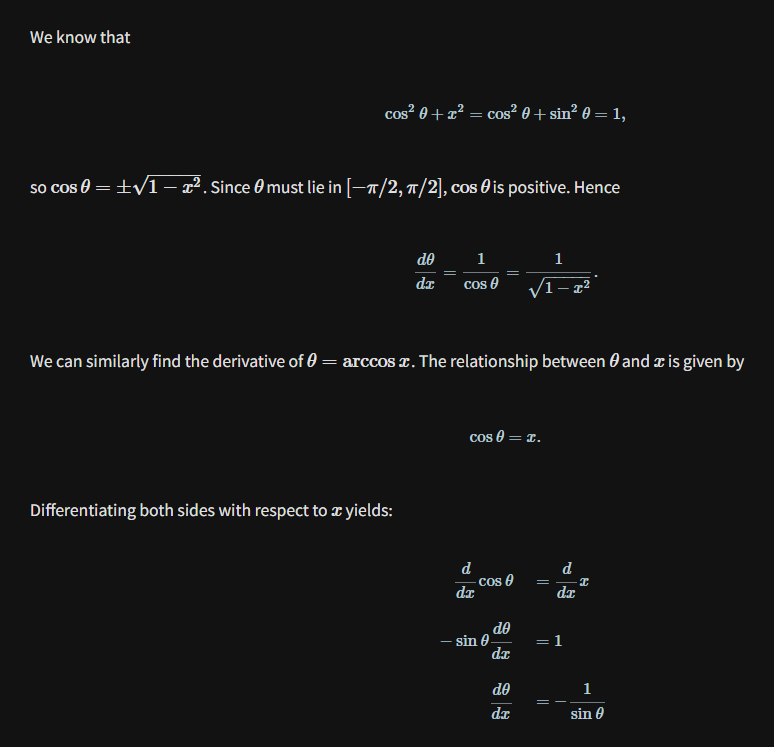 We know that
cos² θ + x² = cos² θ + sin² θ = 1,
so cos θ = ±√(1 − x²). Since θ must lie in [−π/2, π/2], cos θ is positive. Hence
dθ/dx = 1/cos θ = 1/√(1 − x²).
We can similarly find the derivative of θ = arccos x. The relationship between θ and x is given by
cos θ = x.
Differentiating both sides with respect to x yields:
d/dx cos θ = d/dx x
− sin θ dθ/dx = 1
dθ/dx = − 1/sin θ